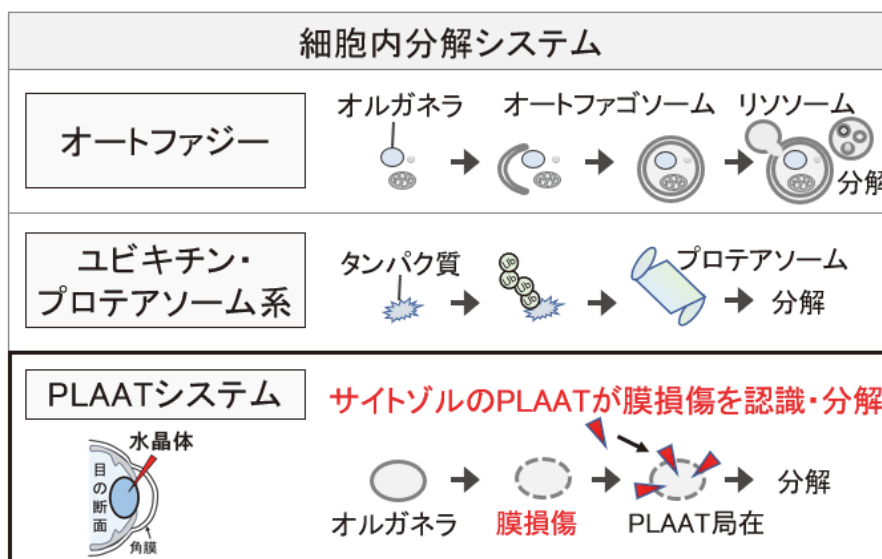 細胞内分解システム
オートファジー
オルガネラ
オートファゴソーム
リソソーム
分解
ユビキチン・
プロテアソーム系
タンパク質
Ub
Ub
Ub
Ub
プロテアソーム
分解
PLAATシステム
サイトゾルのPLAATが膜損傷を認識・分解
水晶体
目の断面
角膜
オルガネラ
膜損傷
PLAAT局在
分解